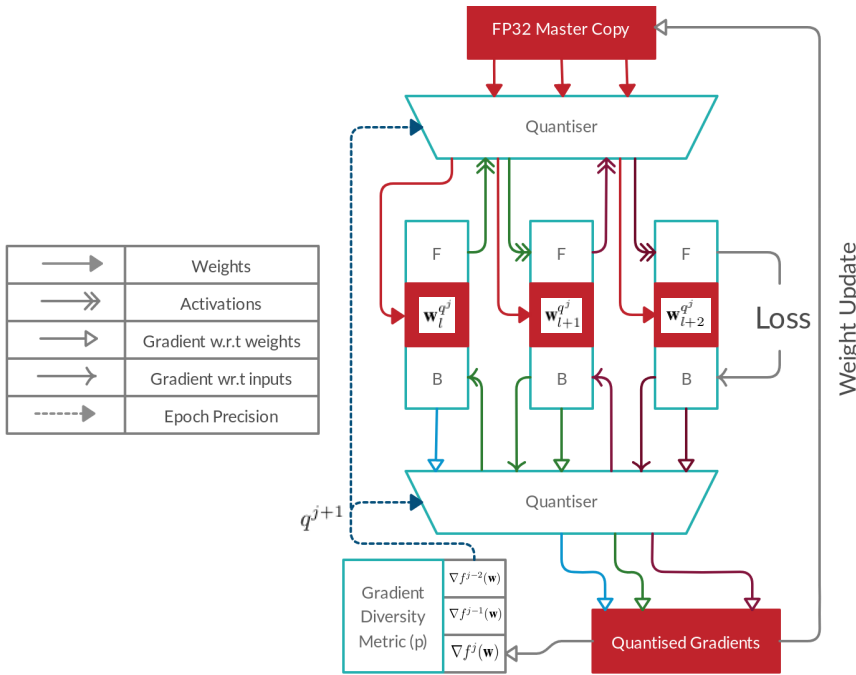 FP32 Master Copy
Quantiser
F
F
F
w_l^{q^j}
w_{l+1}^{q^j}
w_{l+2}^{q^j}
B
B
B
Loss
Weight Update
Weights
Activations
Gradient w.r.t weights
Gradient wr.t inputs
Epoch Precision
Quantiser
q^{j+1}
Gradient
Diversity
Metric (p)
∇f^{j−2}(w)
∇f^{j−1}(w)
∇f^j(w)
Quantised Gradients